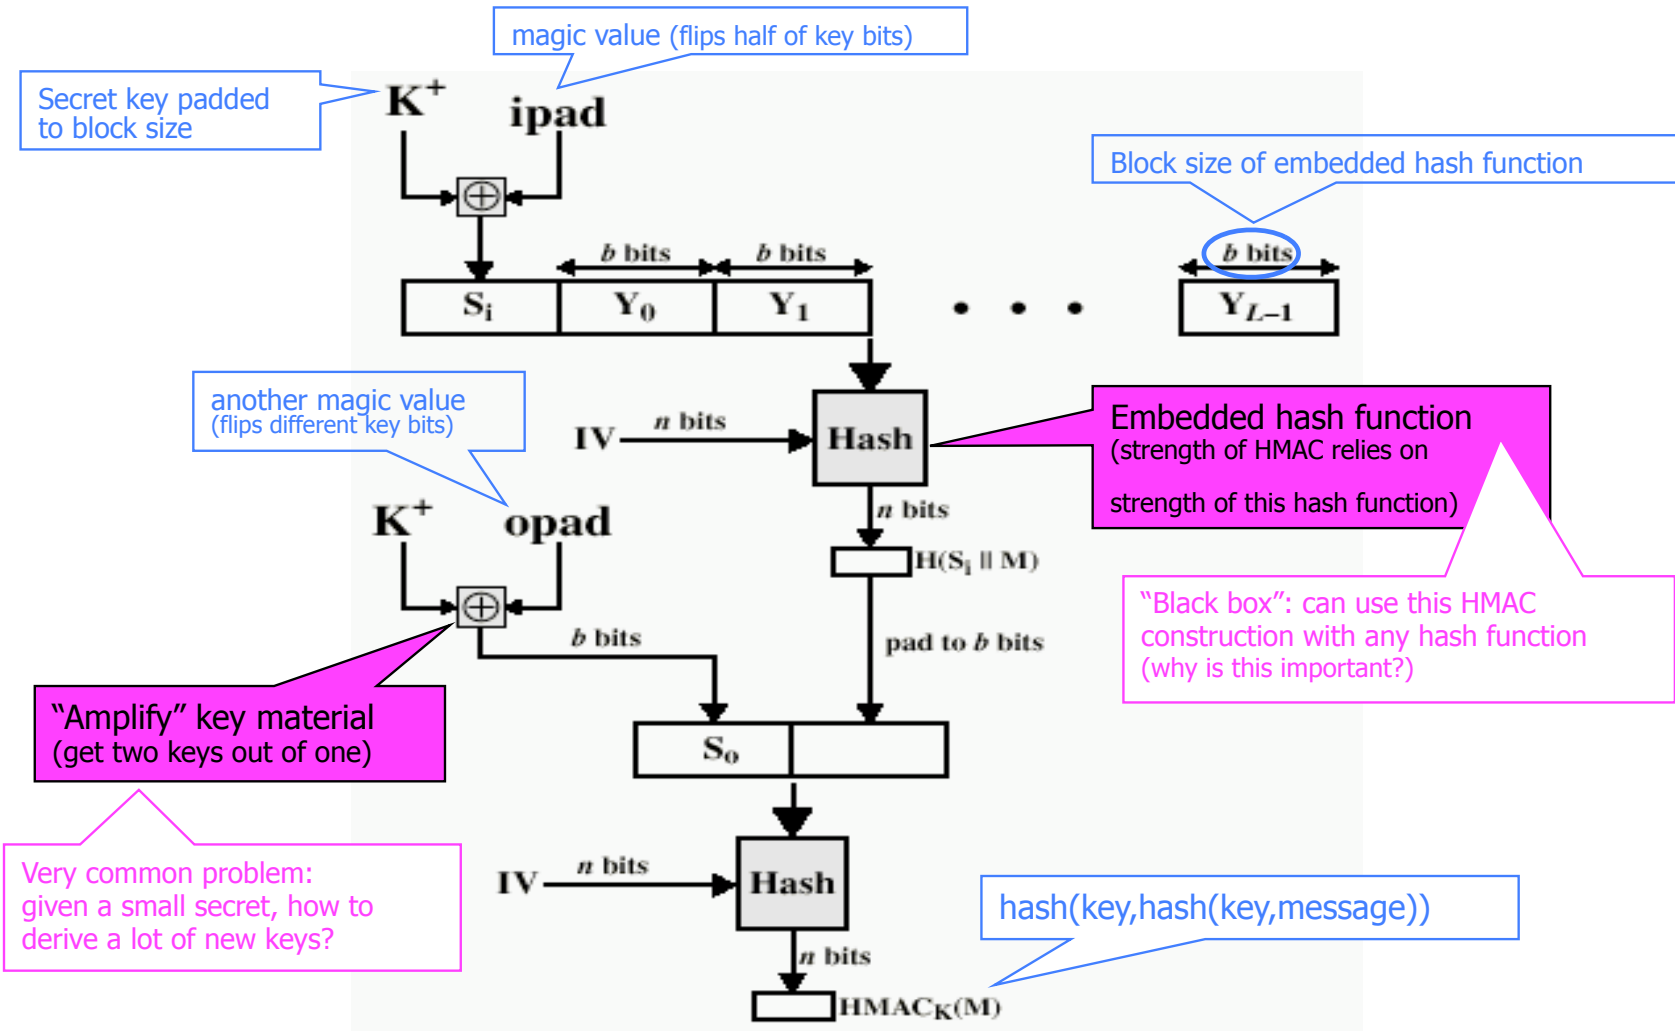 magic value (flips half of key bits)
Secret key padded
to block size
K⁺
ipad
⊕
Block size of embedded hash function
b bits
b bits
b bits
Sᵢ
Y₀
Y₁
• • •
Y_{L–1}
another magic value
(flips different key bits)
IV
n bits
Hash
Embedded hash function
(strength of HMAC relies on
strength of this hash function)
n bits
K⁺
opad
H(Sᵢ || M)
⊕
b bits
pad to b bits
“Black box”: can use this HMAC
construction with any hash function
(why is this important?)
“Amplify” key material
(get two keys out of one)
Sₒ
Very common problem:
given a small secret, how to
derive a lot of new keys?
IV
n bits
Hash
hash(key,hash(key,message))
n bits
HMAC_K(M)